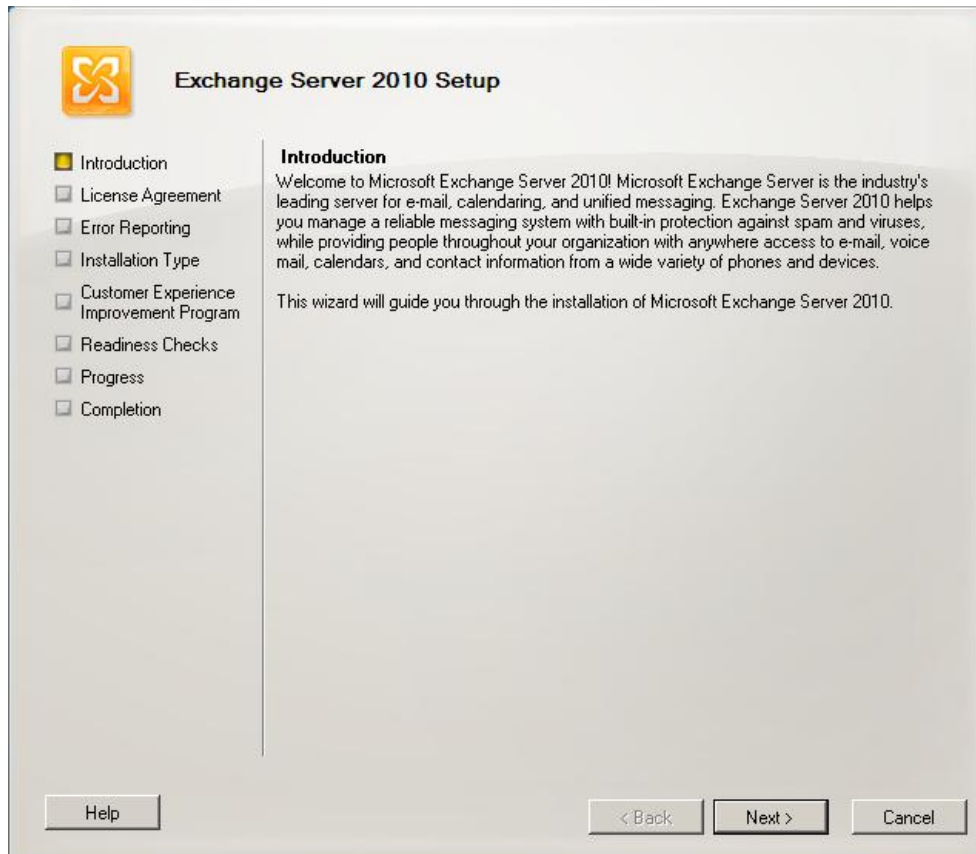 Exchange Server 2010 Setup
Introduction
License Agreement
Error Reporting
Installation Type
Customer Experience
Improvement Program
Readiness Checks
Progress
Completion
Introduction
Welcome to Microsoft Exchange Server 2010! Microsoft Exchange Server is the industry's
leading server for e-mail, calendaring, and unified messaging. Exchange Server 2010 helps
you manage a reliable messaging system with built-in protection against spam and viruses,
while providing people throughout your organization with anywhere access to e-mail, voice
mail, calendars, and contact information from a wide variety of phones and devices.
This wizard will guide you through the installation of Microsoft Exchange Server 2010.
Help
< Back
Next >
Cancel